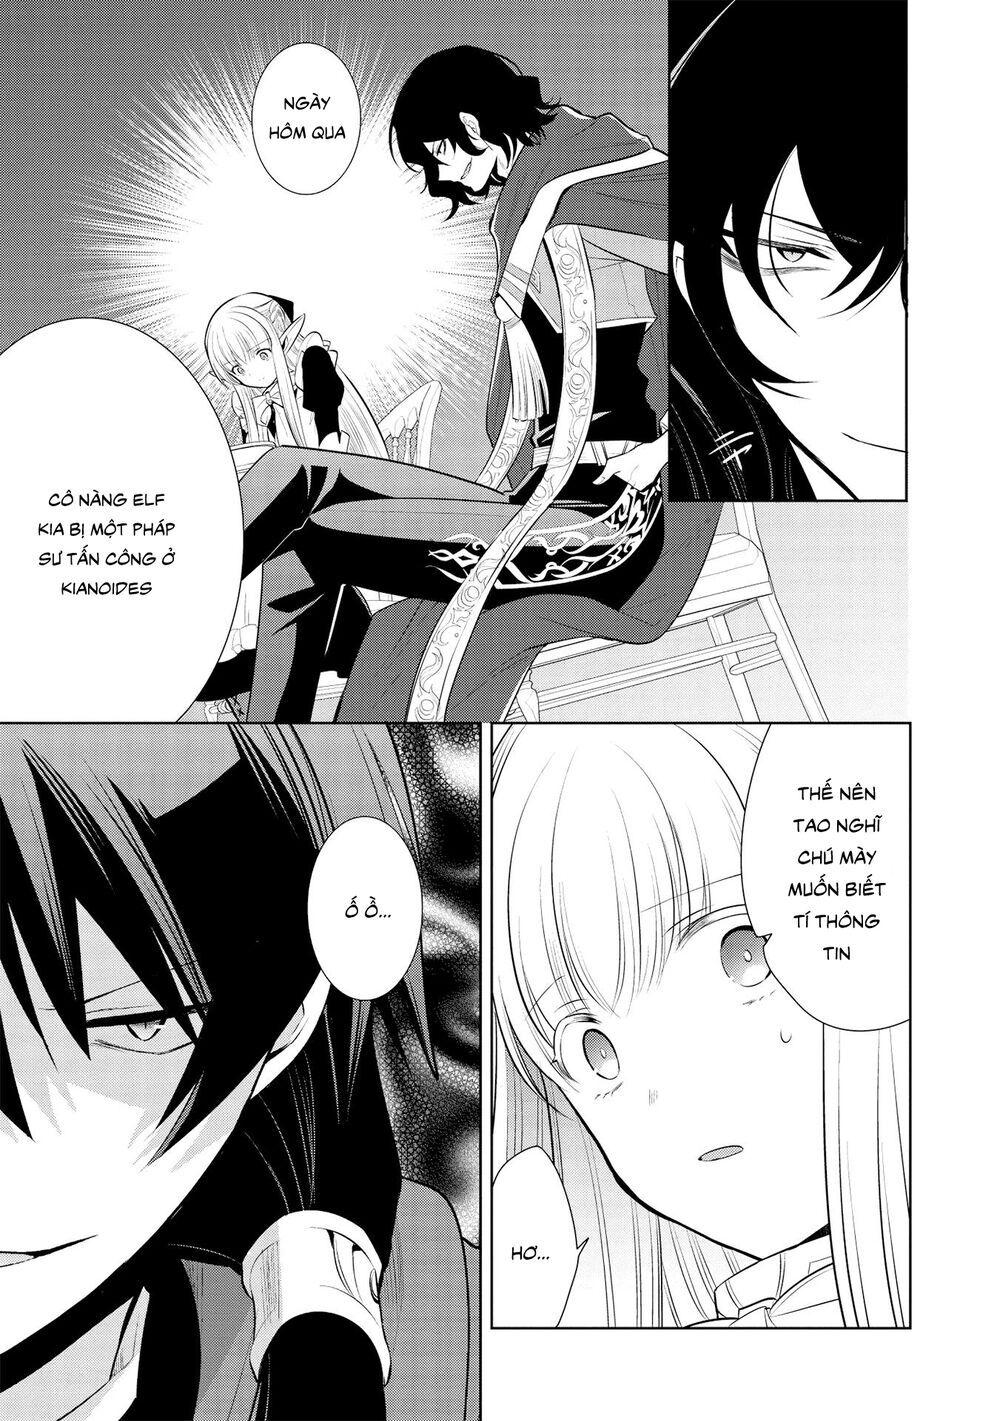 NGÀY
HÔM QUA
CÔ NÀNG ELF
KIA BỊ MỘT PHÁP
SƯ TẤN CÔNG Ở
KIANOIDES
THẾ NÊN
TAO NGHĨ
CHÚ MÀY
MUỐN BIẾT
TÍ THÔNG
TIN
HƠ...
Ố Ồ...